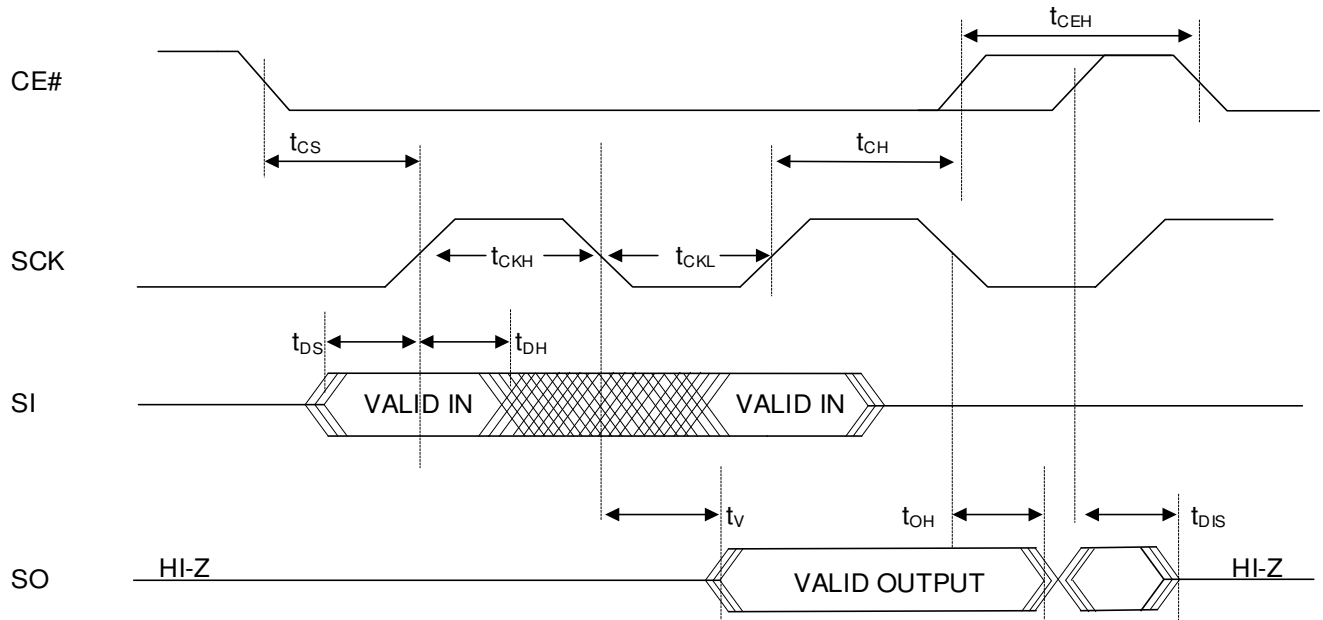 tCEH
CE#
tCS
tCH
SCK
tCKH
tCKL
tDS
tDH
SI
VALID IN
VALID IN
tV
tOH
tDIS
SO
HI-Z
VALID OUTPUT
HI-Z